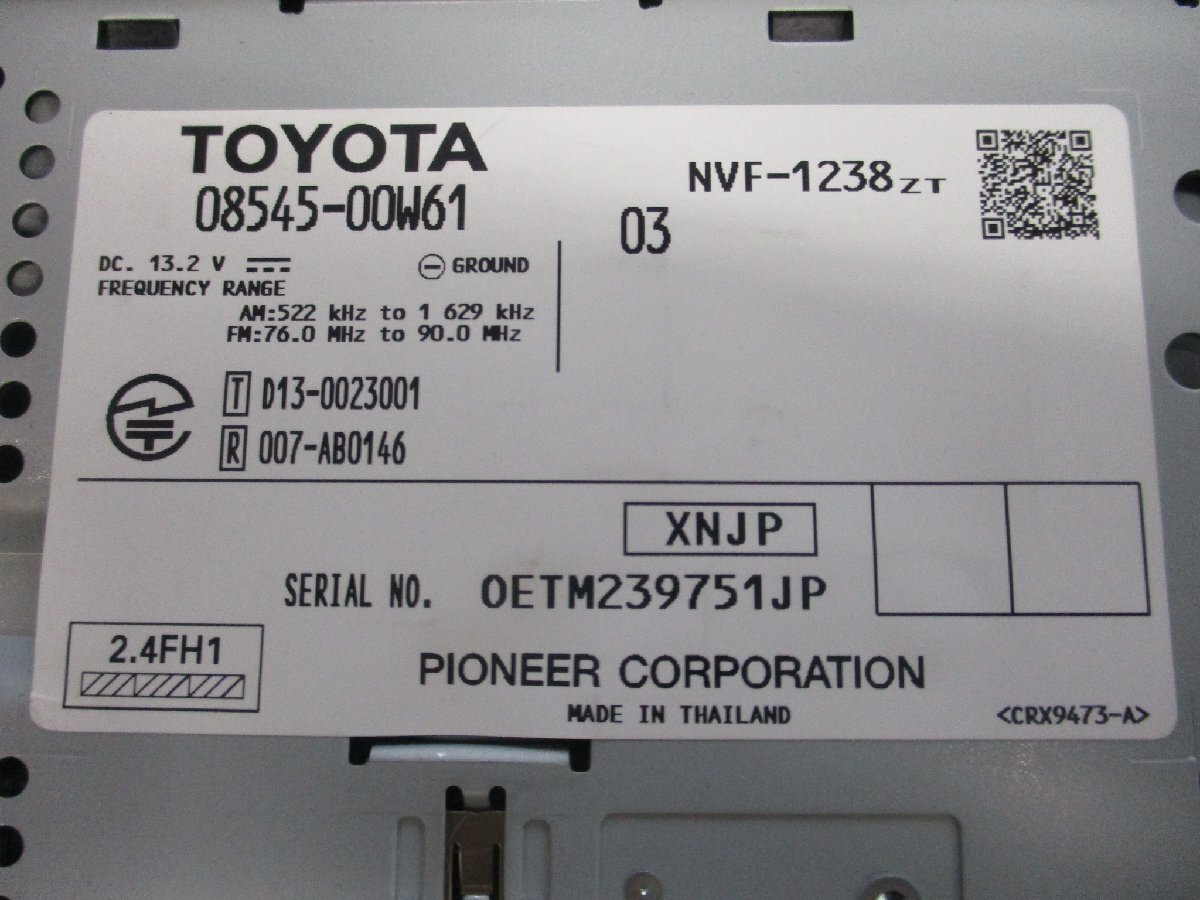 TOYOTA
08545-00W61
NVF-1238ZT
03
DC. 13.2 V
GROUND
FREQUENCY RANGE
AM:522 kHz to 1 629 kHz
FM:76.0 MHz to 90.0 MHz
T D13-0023001
R 007-AB0146
XNJP
SERIAL NO. OETM239751JP
2.4FH1
PIONEER CORPORATION
MADE IN THAILAND
<CRX9473-A>